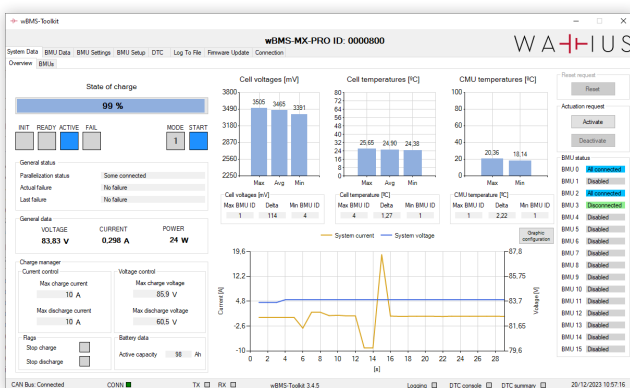 wBMS-Toolkit
wBMS-MX-PRO ID: 0000800
WATTIUS
System Data BMU Data BMU Settings BMU Setup DTC Log To File Firmware Update Connection
Overview BMUs
State of charge
99 %
INIT READY ACTIVE FAIL MODE START
1
General status
Parallelization status Some connected
Actual failure No failure
Last failure No failure
General data
VOLTAGE CURRENT POWER
83,83 V 0,298 A 24 W
Charge manager
Current control
Max charge current
10 A
Max discharge current
10 A
Voltage control
Max charge voltage
85,9 V
Max discharge voltage
60,5 V
Flags
Stop charge
Stop discharge
Battery data
Active capacity 98 Ah
Cell voltages [mV]
3800
3490
3180
2870
2560
2250
3505 3465 3391
Max Avg Min
Cell voltages [mV]
Max BMU ID Delta Min BMU ID
1 114 4
Cell temperatures [ºC]
80
72
64
56
48
40
32
24
16
8
0
25,65 24,90 24,38
Max Avg Min
Cell temperature [ºC]
Max BMU ID Delta Min BMU ID
4 1,27 1
CMU temperatures [ºC]
100
80
60
40
20
0
20,36 18,14
Max Min
CMU temperature [ºC]
Max BMU ID Delta Min BMU ID
1 2,22 1
System current System voltage
Graphic
configuration
Current [A]
19,6
12,2
4,8
-2,6
-10
0 2 4 6 8 10 12 14 16 18 20 22 24 26 28
[s]
87,8
85,75
83,7
81,65
79,6
Voltage [V]
Reset request
Reset
Actuation request
Activate
Deactivate
BMU status
BMU 0 All connected
BMU 1 Disabled
BMU 2 All connected
BMU 3 Disconnected
BMU 4 Disabled
BMU 5 Disabled
BMU 6 Disabled
BMU 7 Disabled
BMU 8 Disabled
BMU 9 Disabled
BMU 10 Disabled
BMU 11 Disabled
BMU 12 Disabled
BMU 13 Disabled
BMU 14 Disabled
BMU 15 Disabled
CAN Bus: Connected CONN TX RX wBMS-Toolkit 3.4.5 Logging DTC console DTC summary 20/12/2023 10:57:16